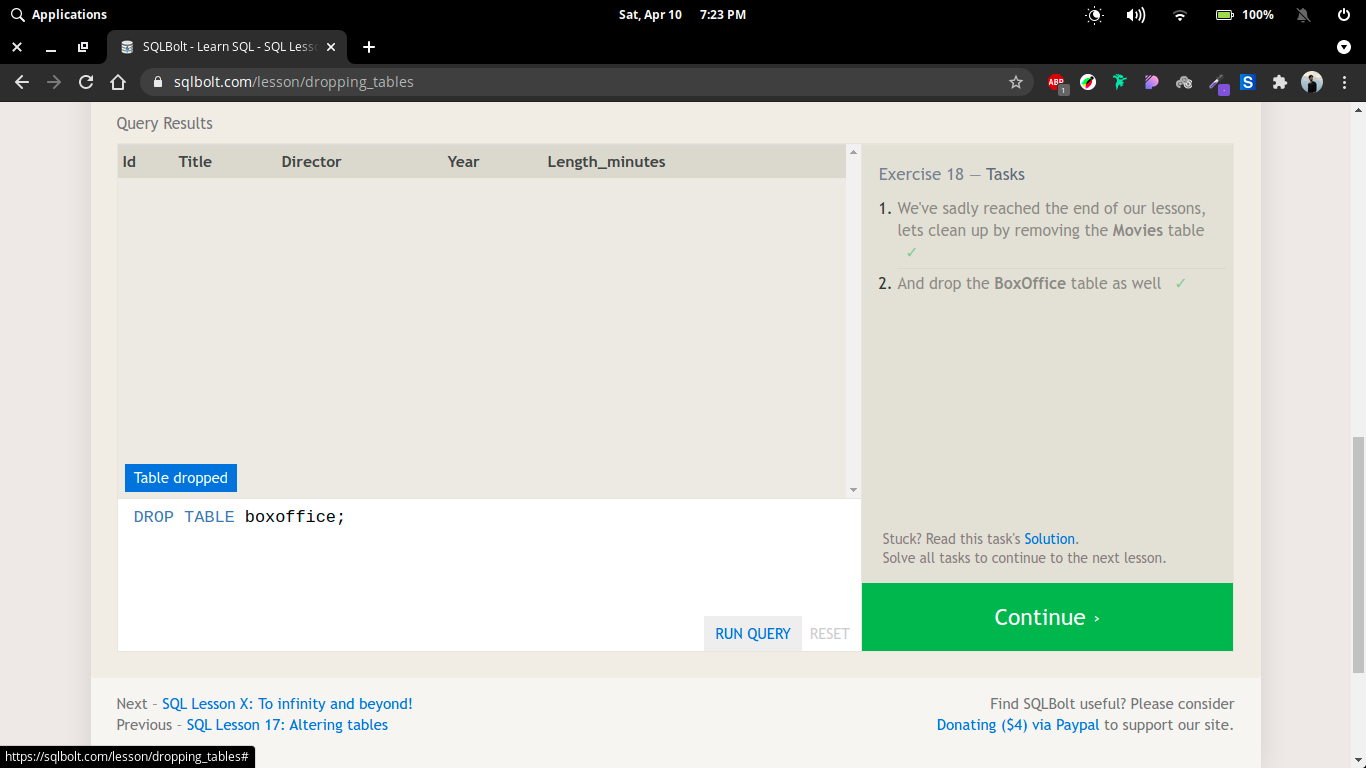 Applications
Sat, Apr 10 7:23 PM
100%
SQLBolt - Learn SQL - SQL Less
sqlbolt.com/lesson/dropping_tables
ABP
1
S
Query Results
Id Title Director Year Length_minutes
Exercise 18 — Tasks
1. We've sadly reached the end of our lessons,
lets clean up by removing the Movies table
✓
2. And drop the BoxOffice table as well ✓
Table dropped
DROP TABLE boxoffice;
Stuck? Read this task's Solution.
Solve all tasks to continue to the next lesson.
RUN QUERY RESET
Continue ›
Next - SQL Lesson X: To infinity and beyond!
Previous - SQL Lesson 17: Altering tables
Find SQLBolt useful? Please consider
Donating ($4) via Paypal to support our site.
https://sqlbolt.com/lesson/dropping_tables#